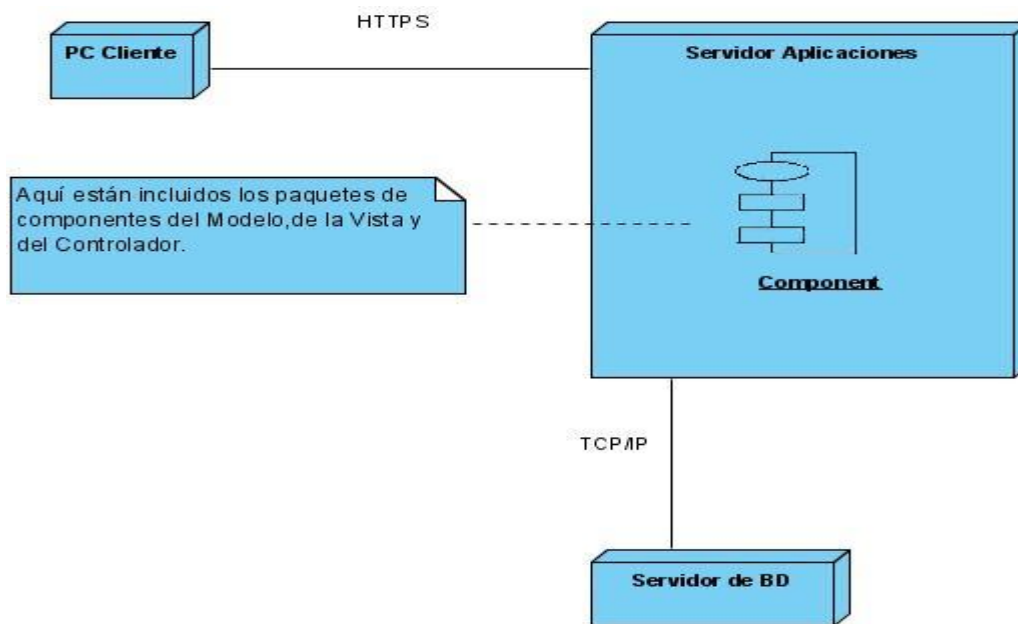 HTTPS
PC Cliente
Servidor Aplicaciones
Aquí están incluidos los paquetes de
componentes del Modelo,de la Vista y
del Controlador.
Component
TCP/IP
Servidor de BD